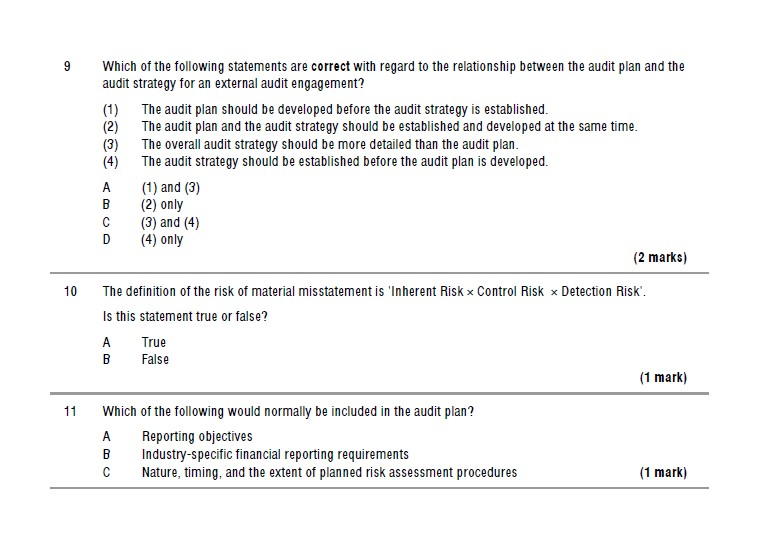 9 Which of the following statements are correct with regard to the relationship between the audit plan and the
audit strategy for an external audit engagement?
(1) The audit plan should be developed before the audit strategy is established.
(2) The audit plan and the audit strategy should be established and developed at the same time.
(3) The overall audit strategy should be more detailed than the audit plan.
(4) The audit strategy should be established before the audit plan is developed.
A (1) and (3)
B (2) only
C (3) and (4)
D (4) only
(2 marks)
10 The definition of the risk of material misstatement is 'Inherent Risk × Control Risk × Detection Risk'.
Is this statement true or false?
A True
B False
(1 mark)
11 Which of the following would normally be included in the audit plan?
A Reporting objectives
B Industry-specific financial reporting requirements
C Nature, timing, and the extent of planned risk assessment procedures (1 mark)